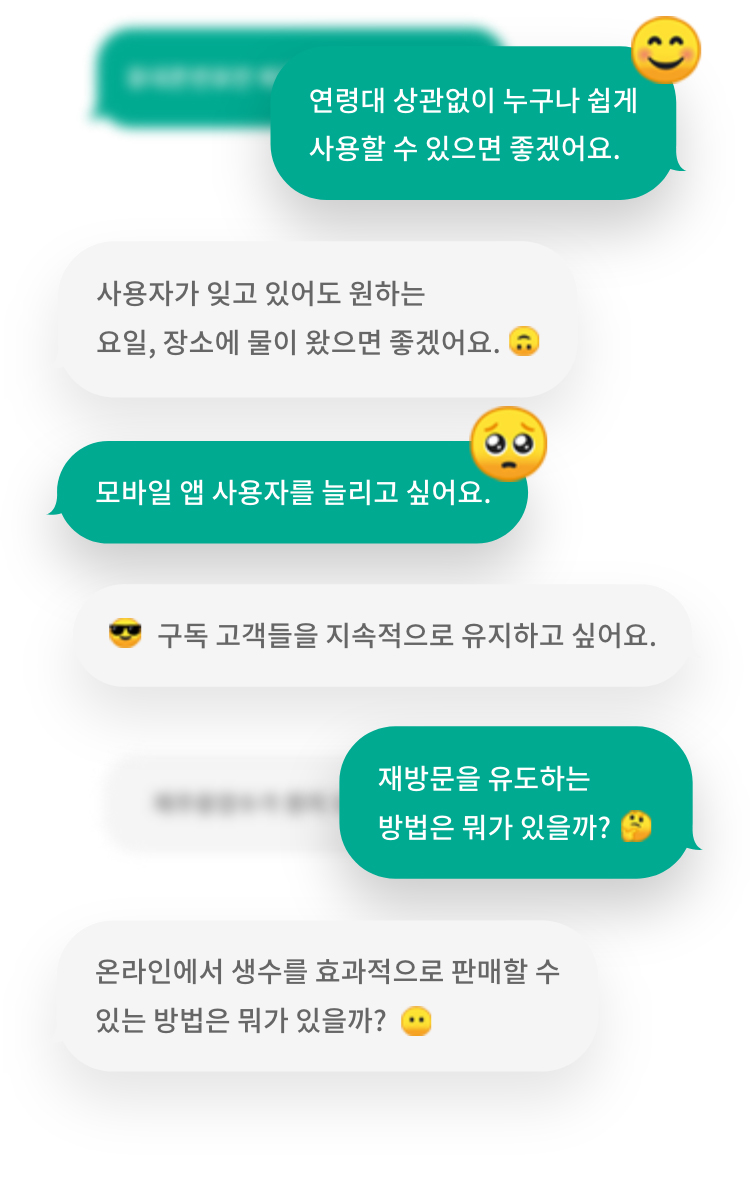 연령대 상관없이 누구나 쉽게
사용할 수 있으면 좋겠어요.
사용자가 잊고 있어도 원하는
요일, 장소에 물이 왔으면 좋겠어요. 🙃
모바일 앱 사용자를 늘리고 싶어요.
😎 구독 고객들을 지속적으로 유지하고 싶어요.
재방문을 유도하는
방법은 뭐가 있을까? 🤔
온라인에서 생수를 효과적으로 판매할 수
있는 방법은 뭐가 있을까? 😶